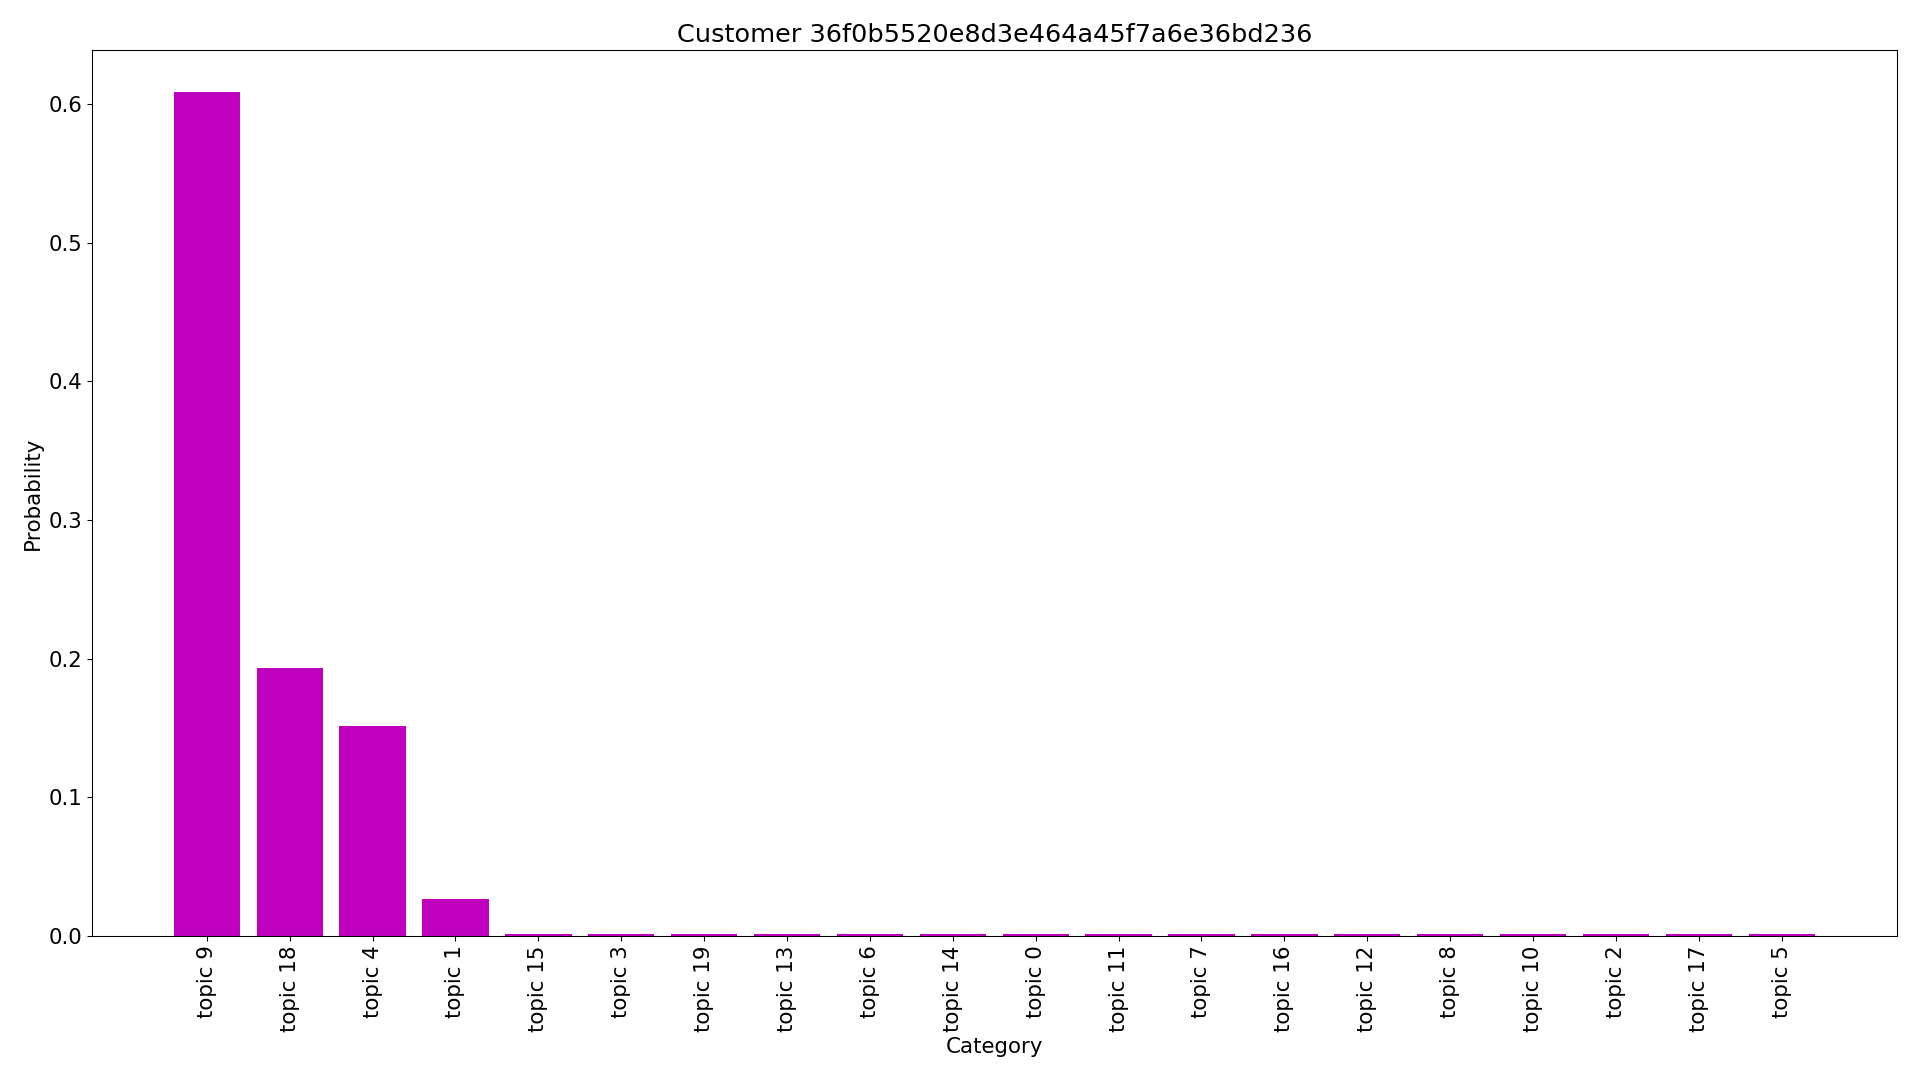 Customer 36f0b5520e8d3e464a45f7a6e36bd236
Probability
0.6
0.5
0.4
0.3
0.2
0.1
0.0
topic 9
topic 18
topic 4
topic 1
topic 15
topic 3
topic 19
topic 13
topic 6
topic 14
topic 0
topic 11
topic 7
topic 16
topic 12
topic 8
topic 10
topic 2
topic 17
topic 5
Category